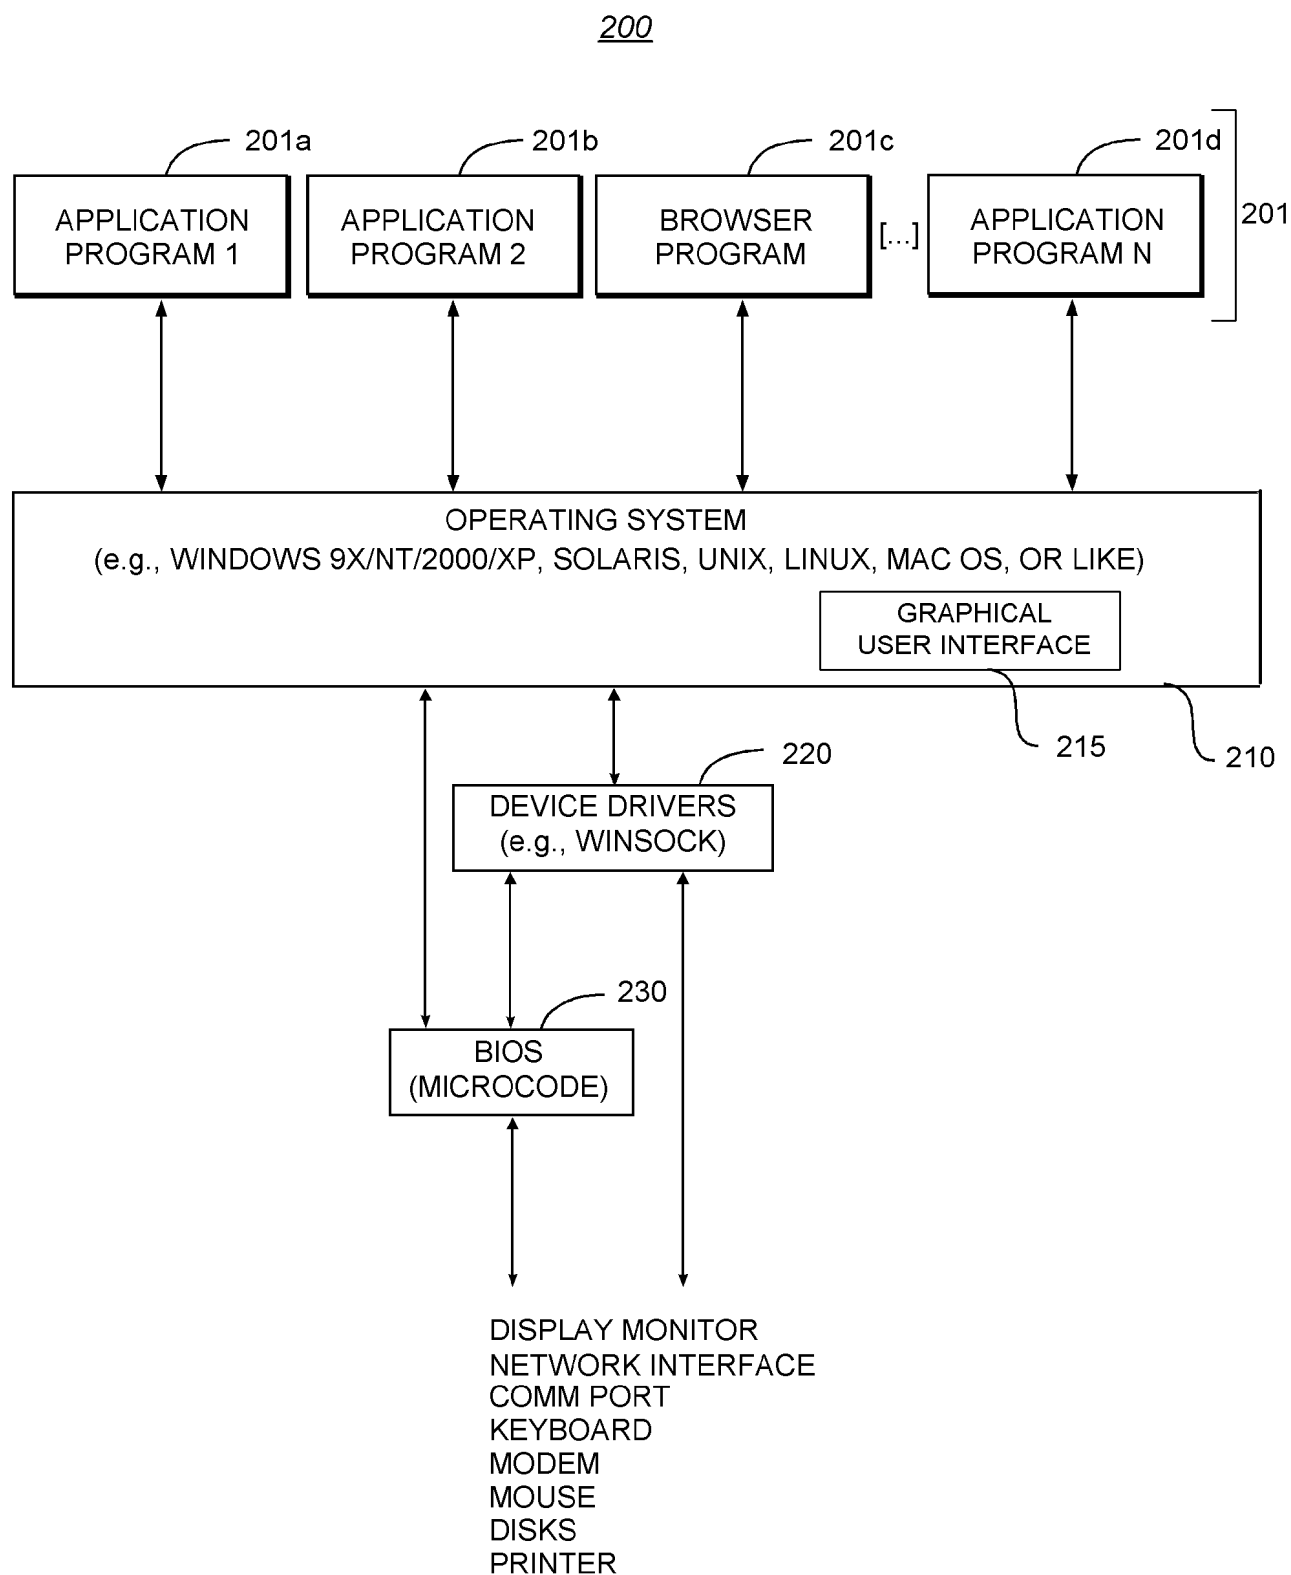 200
201a
201b
201c
201d
201
APPLICATION
PROGRAM 1
APPLICATION
PROGRAM 2
BROWSER
PROGRAM
[...]
APPLICATION
PROGRAM N
OPERATING SYSTEM
(e.g., WINDOWS 9X/NT/2000/XP, SOLARIS, UNIX, LINUX, MAC OS, OR LIKE)
GRAPHICAL
USER INTERFACE
215
210
220
DEVICE DRIVERS
(e.g., WINSOCK)
230
BIOS
(MICROCODE)
DISPLAY MONITOR
NETWORK INTERFACE
COMM PORT
KEYBOARD
MODEM
MOUSE
DISKS
PRINTER